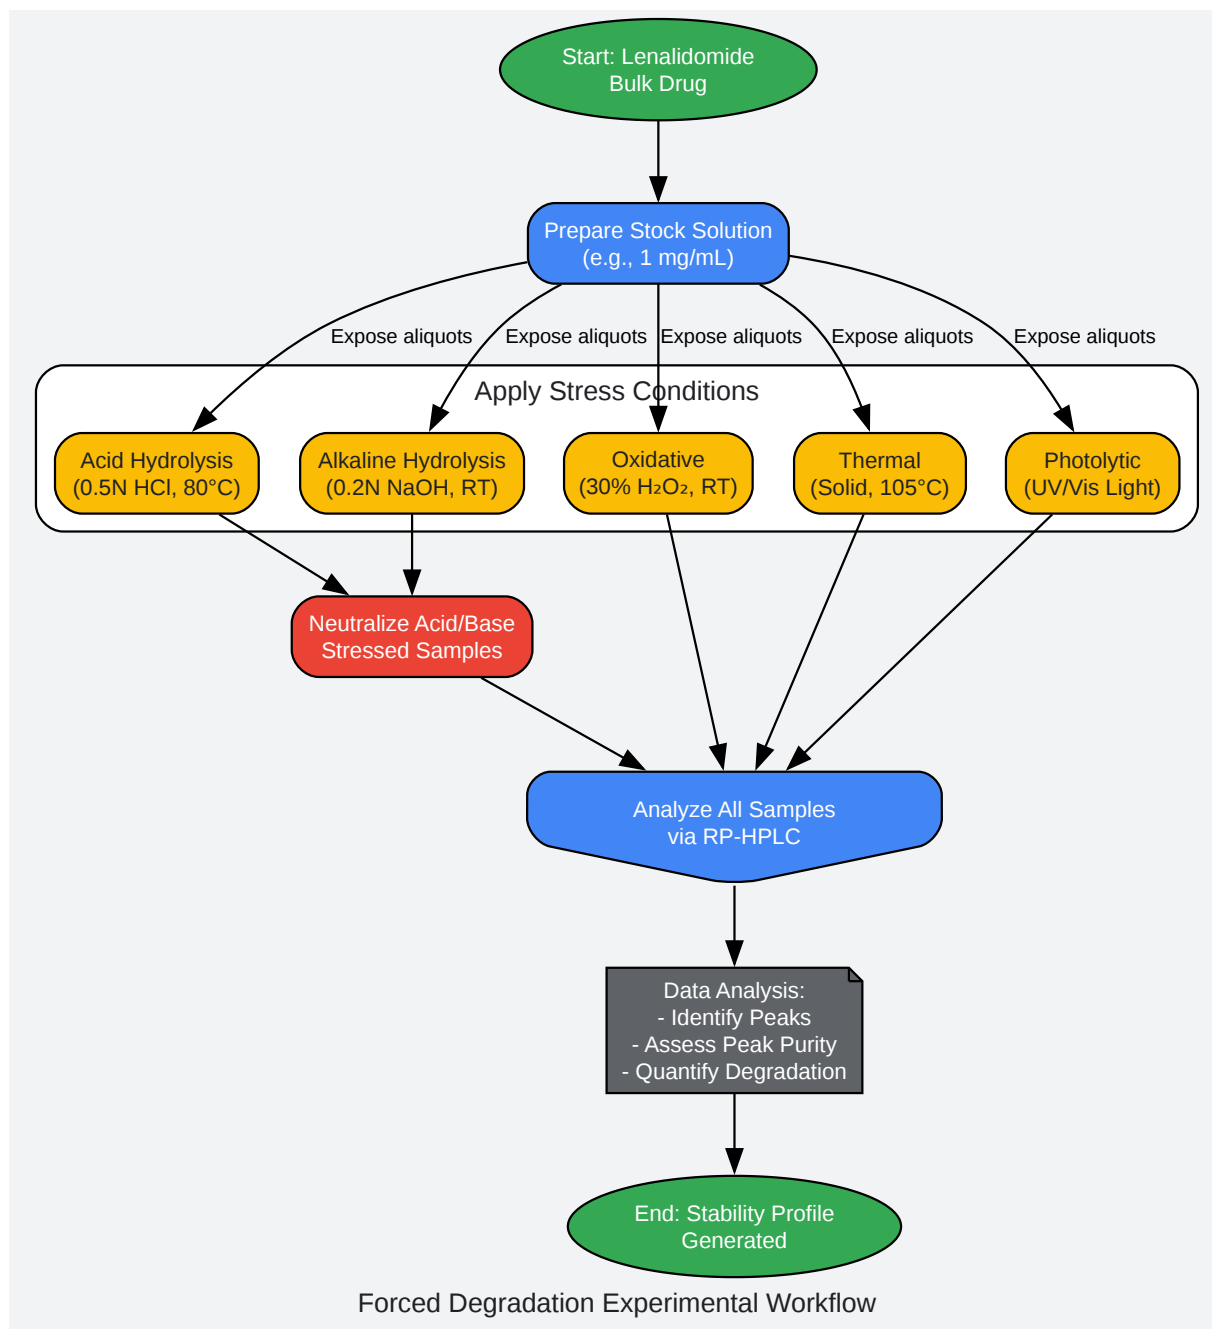 Start: Lenalidomide
Bulk Drug
Prepare Stock Solution
(e.g., 1 mg/mL)
Expose aliquots
Expose aliquots
Expose aliquots
Expose aliquots
Expose aliquots
Apply Stress Conditions
Acid Hydrolysis
(0.5N HCl, 80°C)
Alkaline Hydrolysis
(0.2N NaOH, RT)
Oxidative
(30% H₂O₂, RT)
Thermal
(Solid, 105°C)
Photolytic
(UV/Vis Light)
Neutralize Acid/Base
Stressed Samples
Analyze All Samples
via RP-HPLC
Data Analysis:
- Identify Peaks
- Assess Peak Purity
- Quantify Degradation
End: Stability Profile
Generated
Forced Degradation Experimental Workflow